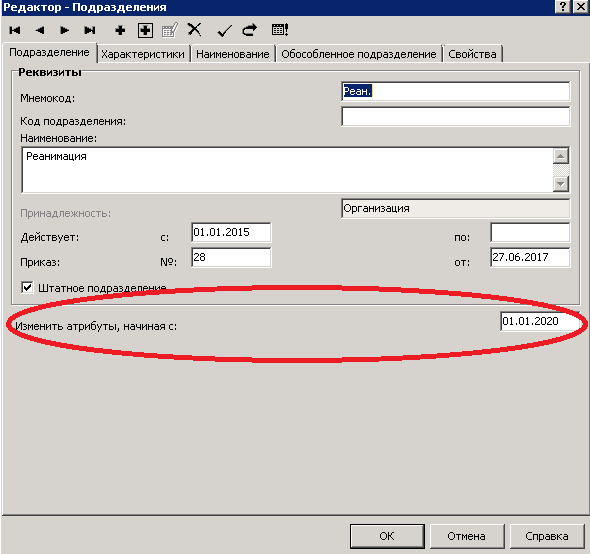 Редактор - Подразделения
Подразделение Характеристики Наименование Обособленное подразделение Свойства
Реквизиты
Мнемокод: Реан.
Код подразделения:
Наименование:
Реанимация
Принадлежность: Организация
Действует: с: 01.01.2015 по:
Приказ: №: 28 от: 27.06.2017
Штатное подразделение
Изменить атрибуты, начиная с: 01.01.2020
OK Отмена Справка